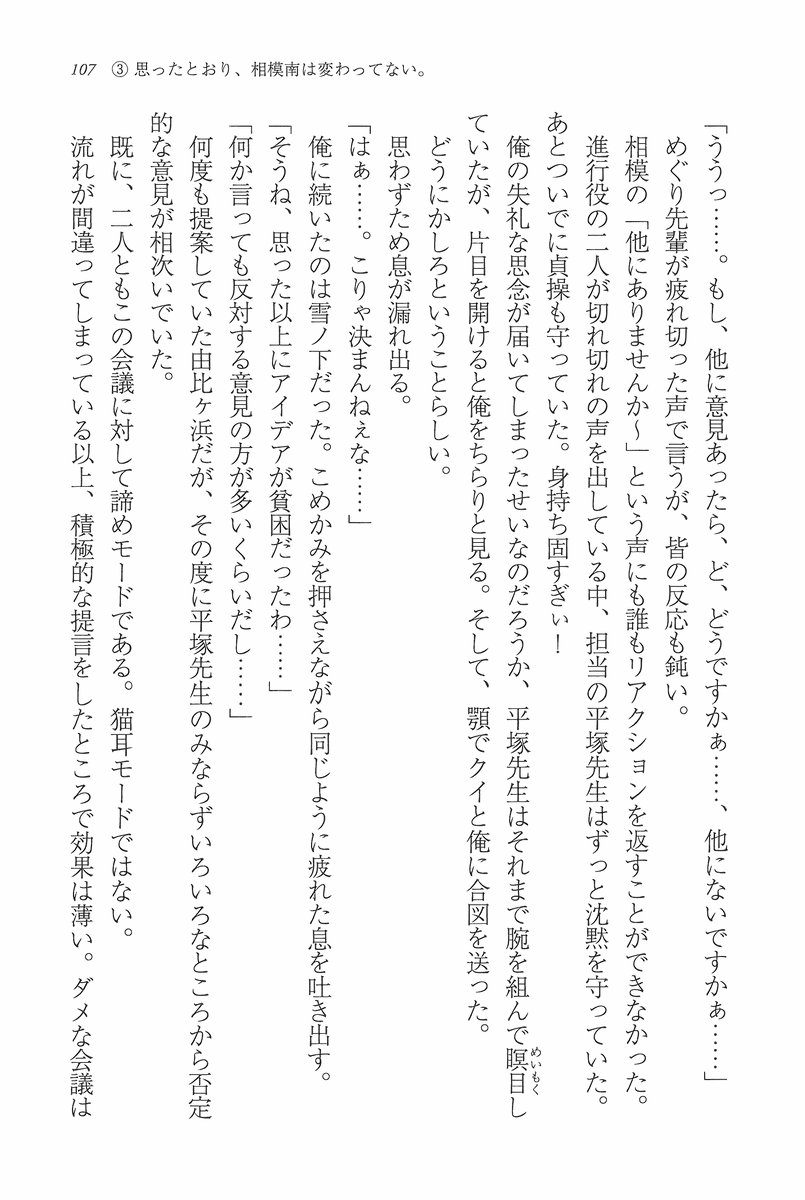 107 ③思ったとおり、相模南は変わってない。
「ううっ……。もし、他に意見あったら、ど、どうですかぁ……、他にないですかぁ……」
めぐり先輩が疲れ切った声で言うが、皆の反応も鈍い。
相模の「他にありませんか～」という声にも誰もリアクションを返すことができなかった。
進行役の二人が切れ切れの声を出している中、担当の平塚先生はずっと沈黙を守っていた。
あとついでに貞操も守っていた。身持ち固すぎぃ！
俺の失礼な思念が届いてしまったせいなのだろうか、平塚先生はそれまで腕を組んで瞑目し
めいもく
ていたが、片目を開けると俺をちらりと見る。そして、顎でクイと俺に合図を送った。
どうにかしろということらしい。
思わずため息が漏れ出る。
「はぁ……。こりゃ決まんねぇな……」
俺に続いたのは雪ノ下だった。こめかみを押さえながら同じように疲れた息を吐き出す。
「そうね、思った以上にアイデアが貧困だったわ……」
「何か言っても反対する意見の方が多いくらいだし……」
何度も提案していた由比ヶ浜だが、その度に平塚先生のみならずいろいろなところから否定
的な意見が相次いでいた。
既に、二人ともこの会議に対して諦めモードである。猫耳モードではない。
流れが間違ってしまっている以上、積極的な提言をしたところで効果は薄い。ダメな会議は